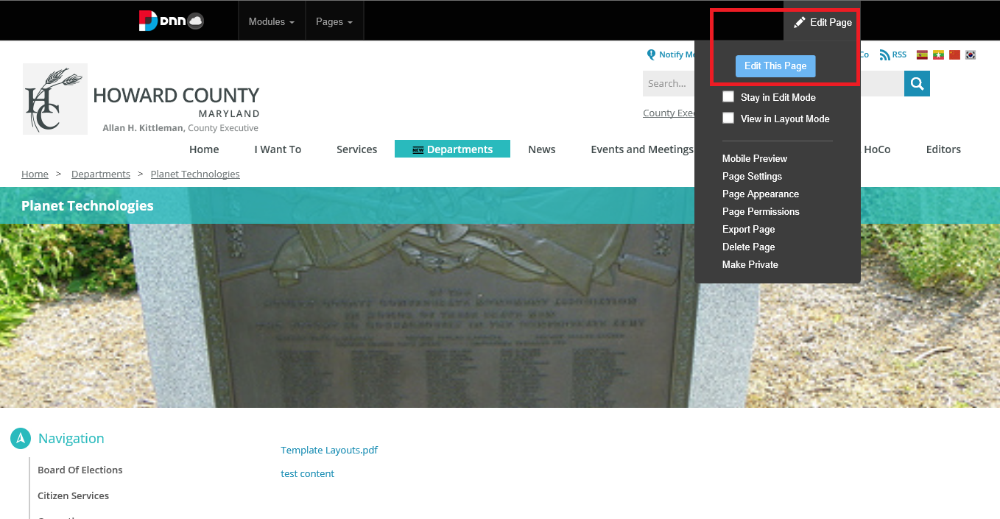 DNN
Modules
Pages
Edit Page
Notify Me
Co
RSS
Edit This Page
Search...
Stay in Edit Mode
County Exec
View in Layout Mode
HC
HOWARD COUNTY
MARYLAND
Allan H. Kittleman, County Executive
Home
I Want To
Services
NEW Departments
News
Events and Meetings
HoCo
Editors
Home > Departments > Planet Technologies
Mobile Preview
Page Settings
Page Appearance
Page Permissions
Export Page
Delete Page
Make Private
Planet Technologies
Navigation
Board Of Elections
Citizen Services
Template Layouts.pdf
test content